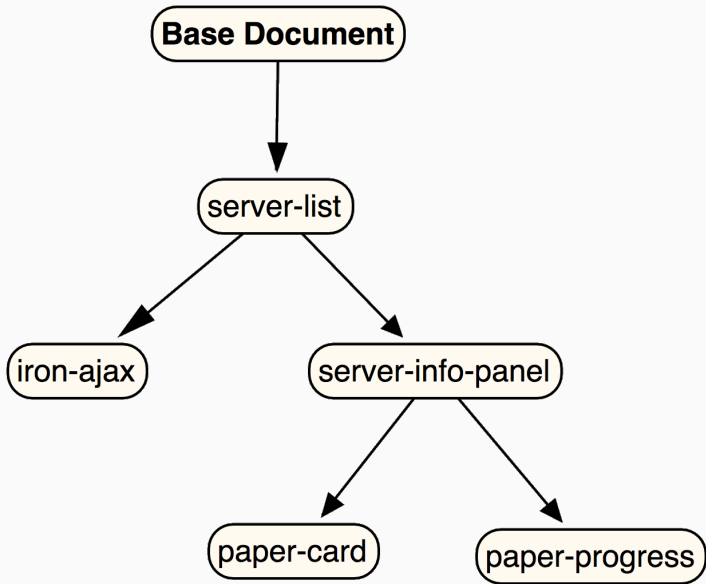 Base Document
server-list
iron-ajax
server-info-panel
paper-card
paper-progress